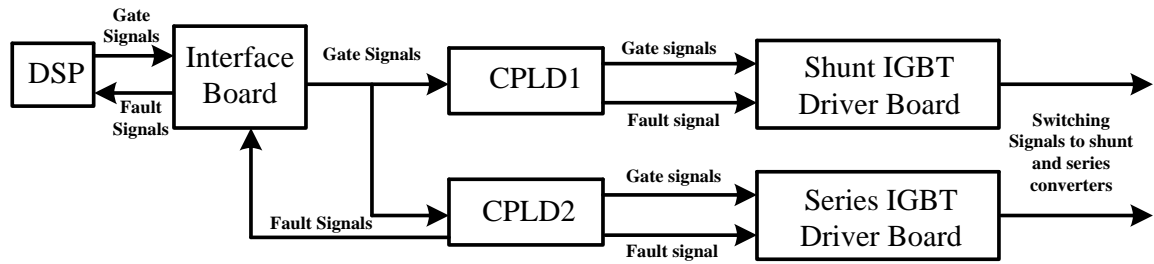 Gate
Signals
DSP
Fault
Signals
Interface
Board
Gate Signals
Fault Signals
CPLD1
Gate signals
Fault signal
Shunt IGBT
Driver Board
CPLD2
Gate signals
Fault signal
Series IGBT
Driver Board
Switching
Signals to shunt
and series
converters